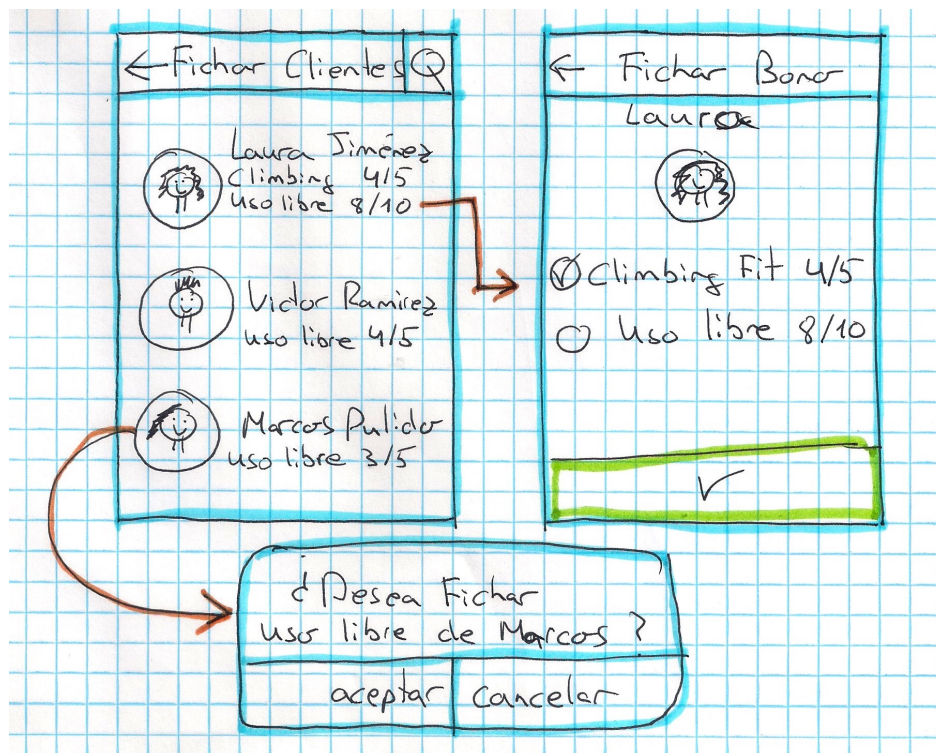 ← Fichar Clientes
Laura Jiménez
Climbing 4/5
uso libre 8/10
Victor Ramirez
uso libre 4/5
Marcos Pulido
uso libre 3/5
← Fichar Bono
Laura
Climbing Fit 4/5
Uso libre 8/10
✓
¿Desea Fichar
uso libre de Marcos?
aceptar
cancelar